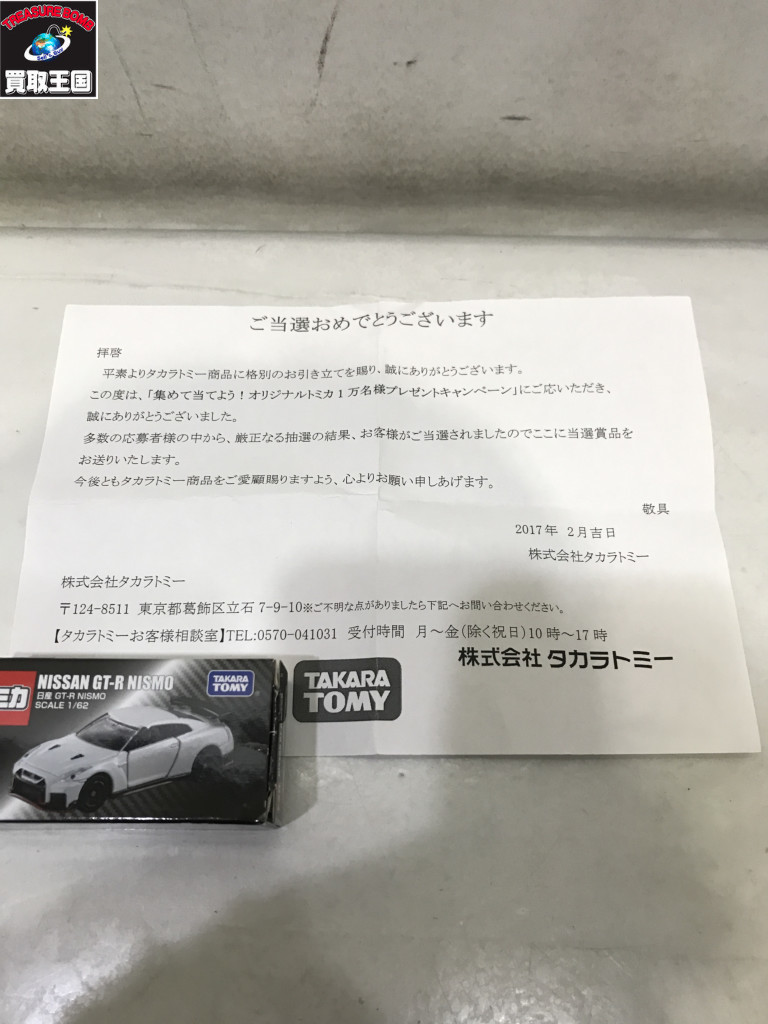 TREASURE BOMB
買取王国
ご当選おめでとうございます
拝啓
平素よりタカラトミー商品に格別のお引き立てを賜り、誠にありがとうございます。
この度は、「集めて当てよう！オリジナルトミカ１万名様プレゼントキャンペーン」にご応いただき、
誠にありがとうございました。
多数の応募者様の中から、厳正なる抽選の結果、お客様がご当選されましたのでここに当選賞品を
お送りいたします。
今後ともタカラトミー商品をご愛顧賜りますよう、心よりお願い申しあげます。
敬具
2017年 2月吉日
株式会社タカラトミー
株式会社タカラトミー
〒124-8511 東京都葛飾区立石 7-9-10※ご不明な点がありましたら下記へお問い合わせください。
【タカラトミーお客様相談室】TEL:0570-041031 受付時間 月～金（除く祝日）10時～17時
株式会社 タカラトミー
TAKARA
TOMY
ミカ
NISSAN GT-R NISMO
日産 GT-R NISMO
SCALE 1/62
TAKARA
TOMY